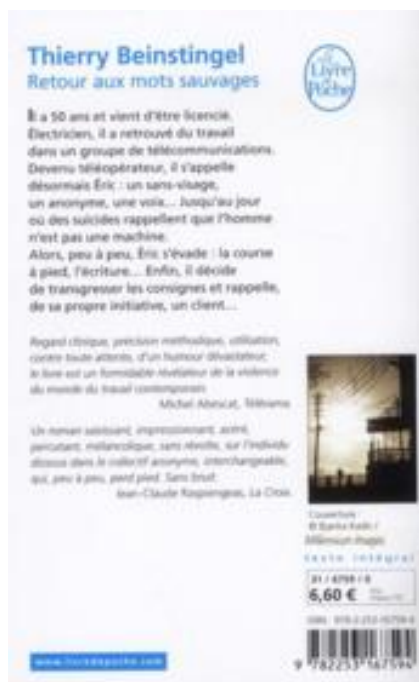 Thierry Beinstingel
Retour aux mots sauvages
Le Livre de Poche
Il a 50 ans et vient d'être licencié.
Électricien, il a retrouvé du travail
dans un groupe de télécommunications.
Devenu téléopérateur, il s'appelle
désormais Éric : un sans-visage,
un anonyme, une voix... Jusqu'au jour
où des suicides rappellent que l'homme
n'est pas une machine.
Alors, peu à peu, Éric s'évade : la course
à pied, l'écriture... Enfin, il décide
de transgresser les consignes et rappelle,
de sa propre initiative, un client...
Regard clinique, précision méthodique, utilisation,
contre toute attente, d'un humour dévastateur,
le livre est un formidable révélateur de la violence
du monde du travail contemporain.
Michel Abescat, Télérama.
Un roman saisissant, impressionnant, acéré,
percutant, mélancolique, sans révolte, sur l'individu
dissous dans le collectif anonyme, interchangeable,
qui, peu à peu, perd pied. Sans bruit.
Jean-Claude Raspiengeas, La Croix.
Couverture :
Millennium Images
texte intégral
31 / 6759 / 8
6,60 €
www.livredepoche.com
9 782253 167594